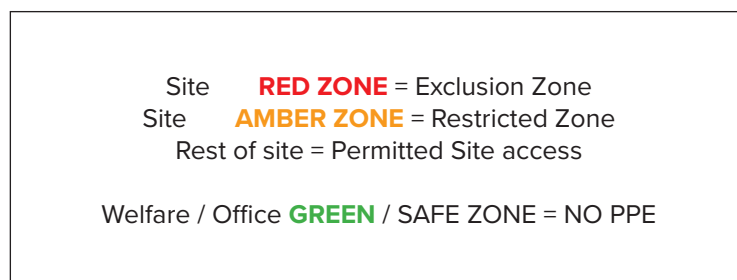 Site RED ZONE = Exclusion Zone
Site AMBER ZONE = Restricted Zone
Rest of site = Permitted Site access
Welfare / Office GREEN / SAFE ZONE = NO PPE